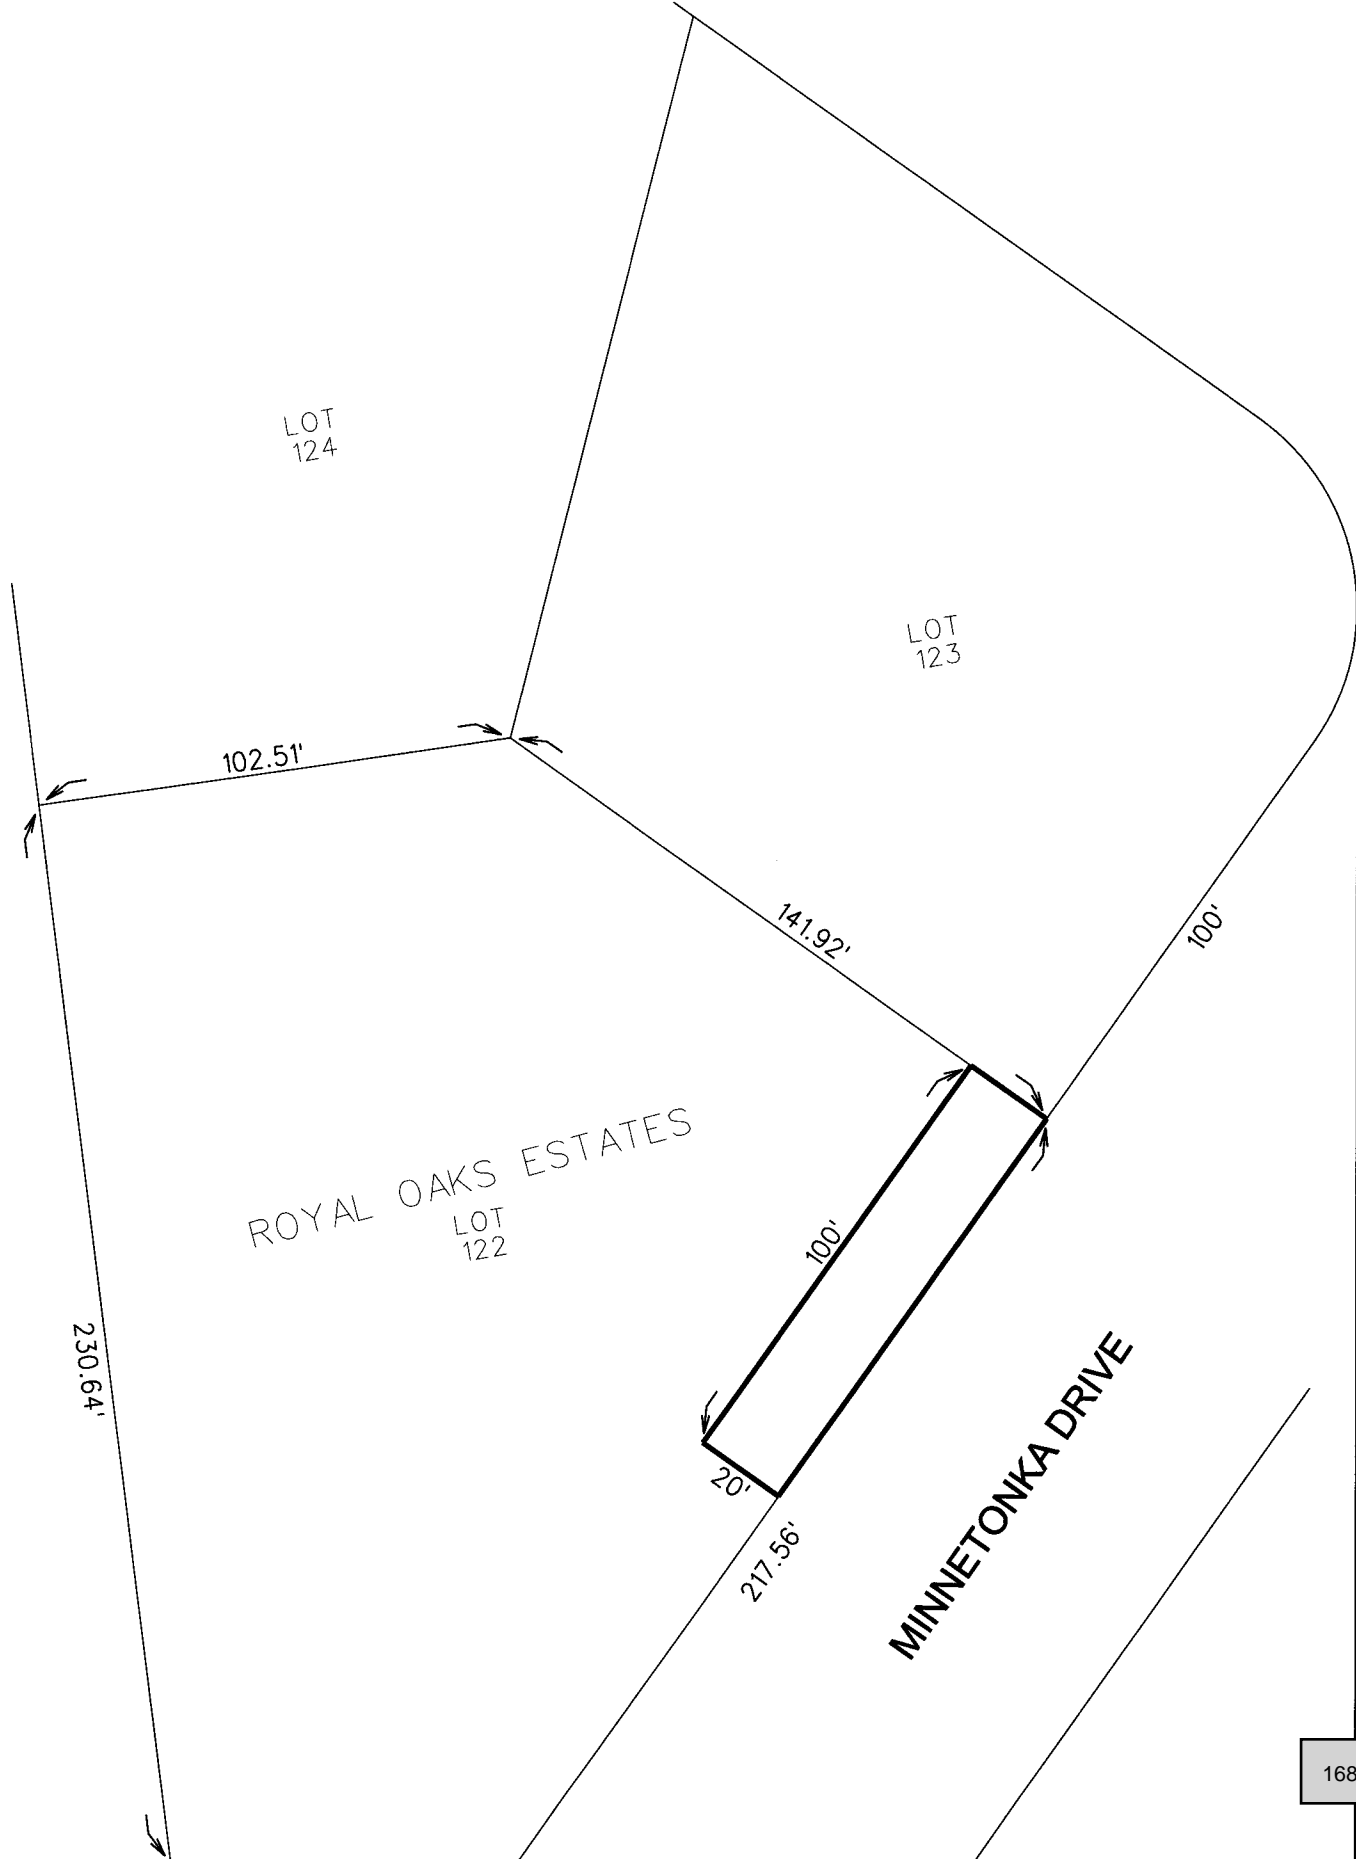 LOT
124
LOT
123
102.51'
141.92'
100'
ROYAL OAKS ESTATES
LOT
122
100'
230.64'
20'
217.56'
MINNETONKA DRIVE
168